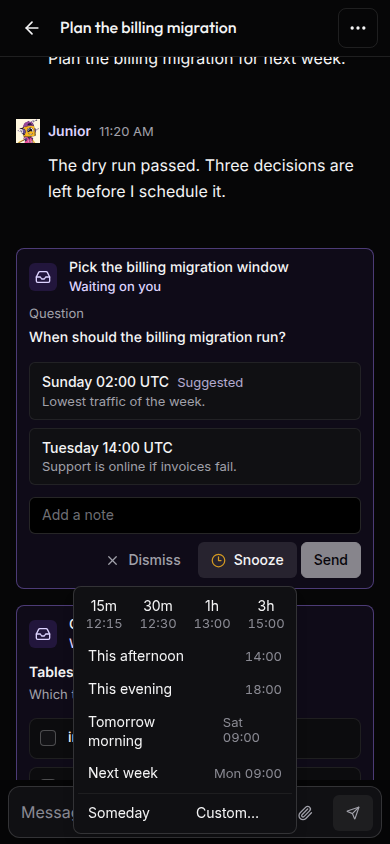 Plan the billing migration
Plan the billing migration for next week.
Junior 11:20 AM
The dry run passed. Three decisions are
left before I schedule it.
Pick the billing migration window
Waiting on you
Question
When should the billing migration run?
Sunday 02:00 UTC Suggested
Lowest traffic of the week.
Tuesday 14:00 UTC
Support is online if invoices fail.
Add a note
Dismiss
Snooze
Send
15m 30m 1h 3h
12:15 12:30 13:00 15:00
This afternoon 14:00
This evening 18:00
Tomorrow
morning
Sat
09:00
Next week Mon 09:00
Someday Custom...
Tables
Which